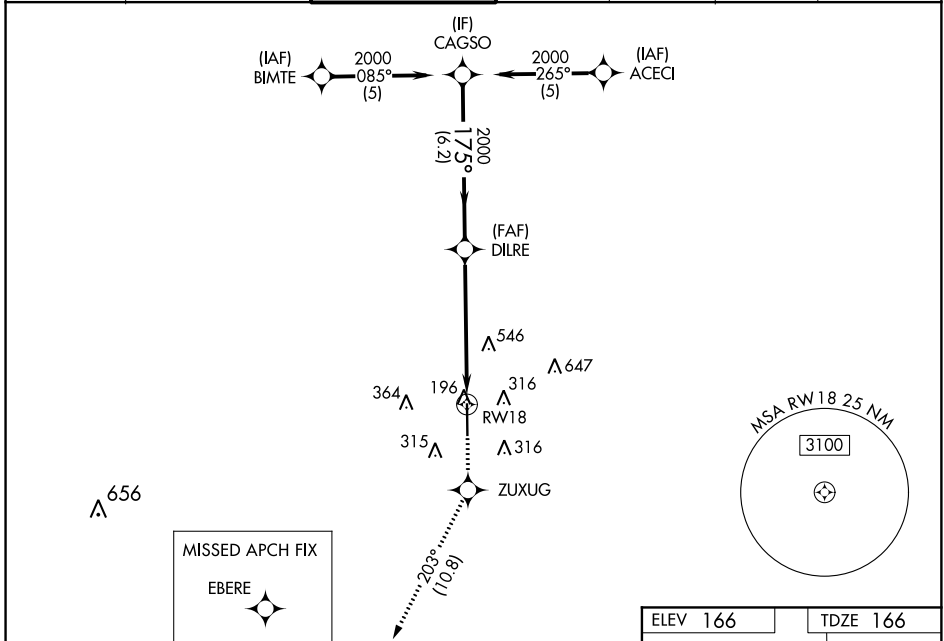 (IF)
CAGSO
(IAF)
BIMTE
2000
085°
(5)
2000
265°
(5)
(IAF)
ACECI
2000
175°
(6.2)
(FAF)
DILRE
546
647
364
196
316
RW18
315
316
ZUXUG
MSA RW18 25 NM
3100
656
203°
(10.8)
MISSED APCH FIX
EBERE
ELEV 166
TDZE 166